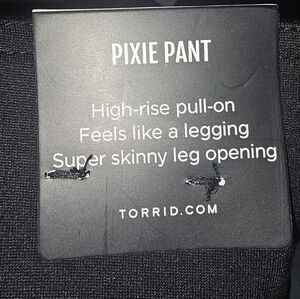 PIXIE PANT
High-rise pull-on
Feels like a legging
Super skinny leg opening
TORRID.COM